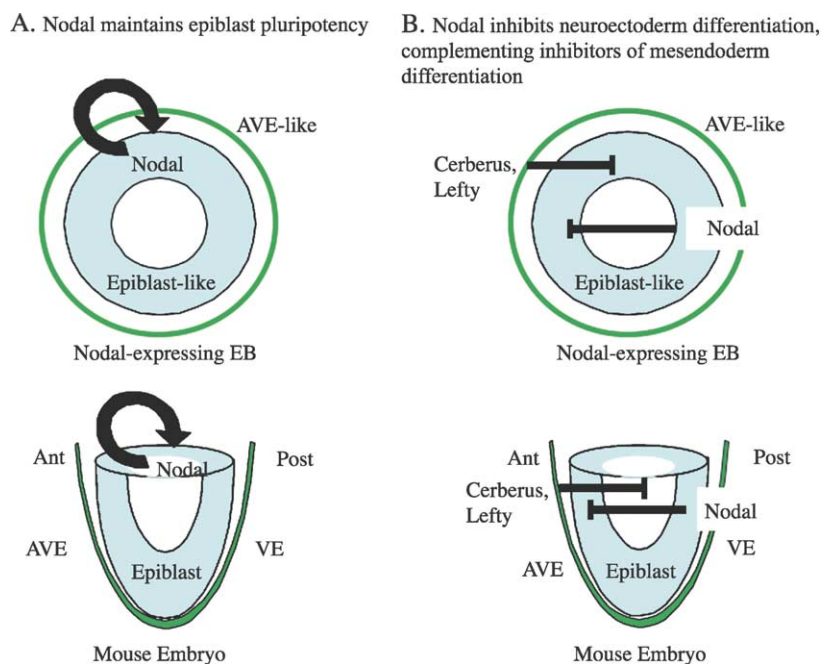 A. Nodal maintains epiblast pluripotency
AVE-like
Nodal
Epiblast-like
Nodal-expressing EB
Ant
Nodal
Post
AVE
VE
Epiblast
Mouse Embryo
B. Nodal inhibits neuroectoderm differentiation,
complementing inhibitors of mesendoderm
differentiation
AVE-like
Cerberus,
Lefty
Nodal
Epiblast-like
Nodal-expressing EB
Ant
Post
Cerberus,
Lefty
Nodal
VE
AVE
Epiblast
Mouse Embryo